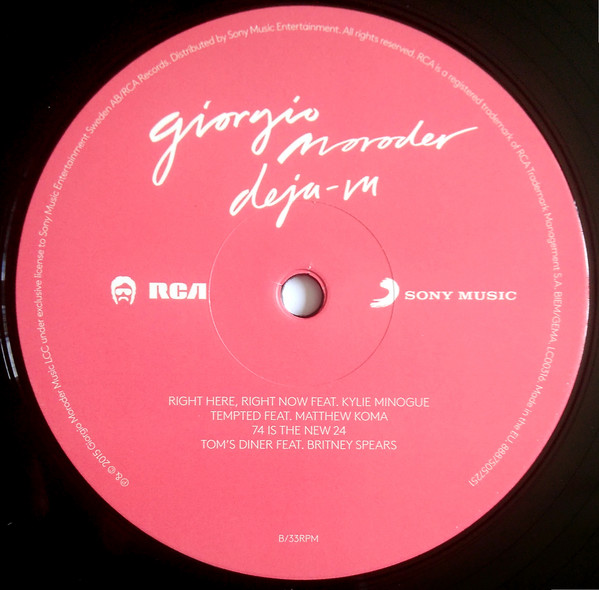 ℗ & © 2015 Giorgio Moroder Music LCC under exclusive license to Sony Music Entertainment Sweden AB/RCA Records. Distributed by Sony Music Entertainment. All rights reserved. RCA is a registered trademark of RCA Trademark Management S.A. BIEM/GEMA. LC00316 Made in the EU. 88875057251
giorgio
moroder
deja-vu
RCA
SONY MUSIC
RIGHT HERE, RIGHT NOW FEAT. KYLIE MINOGUE
TEMPTED FEAT. MATTHEW KOMA
74 IS THE NEW 24
TOM'S DINER FEAT. BRITNEY SPEARS
B/33RPM